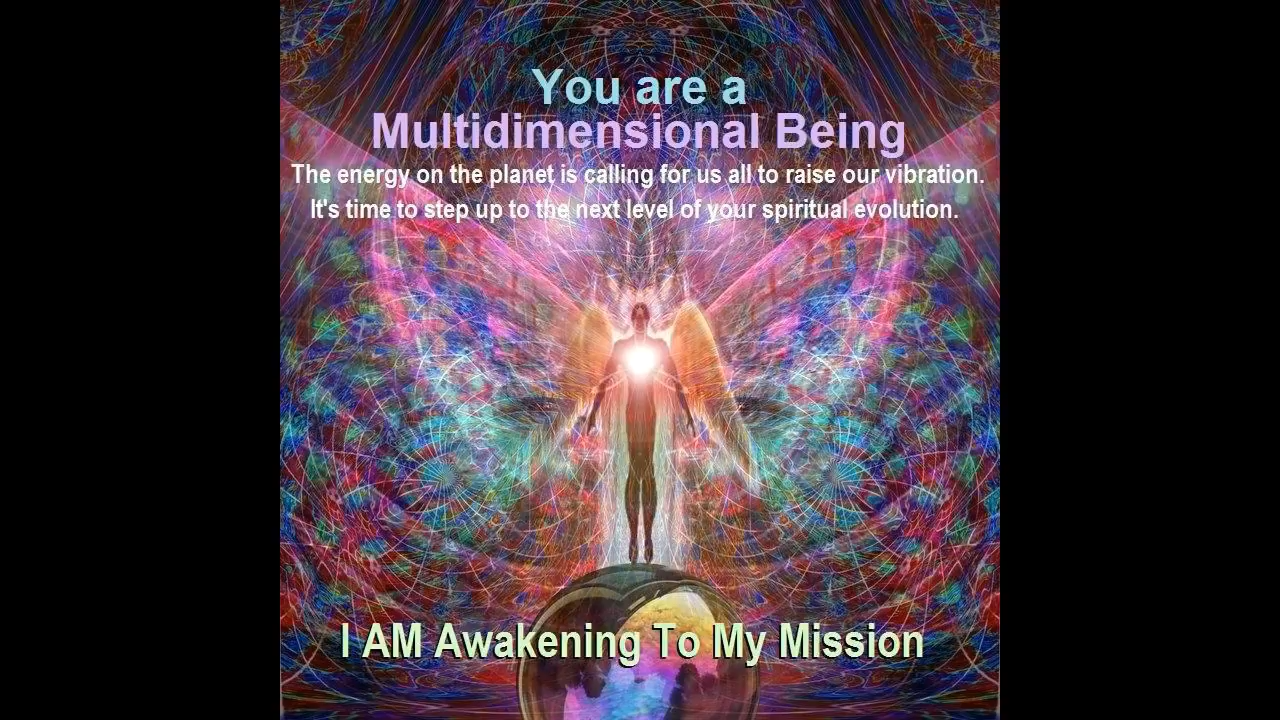 You are a
Multidimensional Being
The energy on the planet is calling for us all to raise our vibration.
It's time to step up to the next level of your spiritual evolution.
I AM Awakening To My Mission